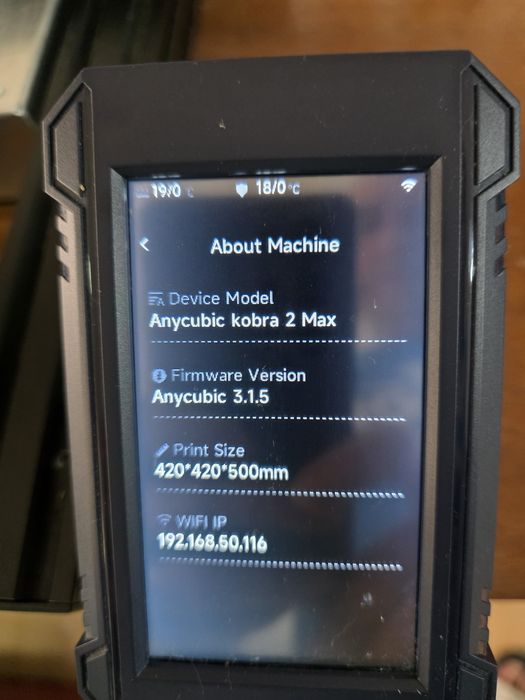 19/0 °C 18/0 °C
About Machine
Device Model
Anycubic kobra 2 Max
Firmware Version
Anycubic 3.1.5
Print Size
420*420*500mm
WIFI IP
192.168.50.116